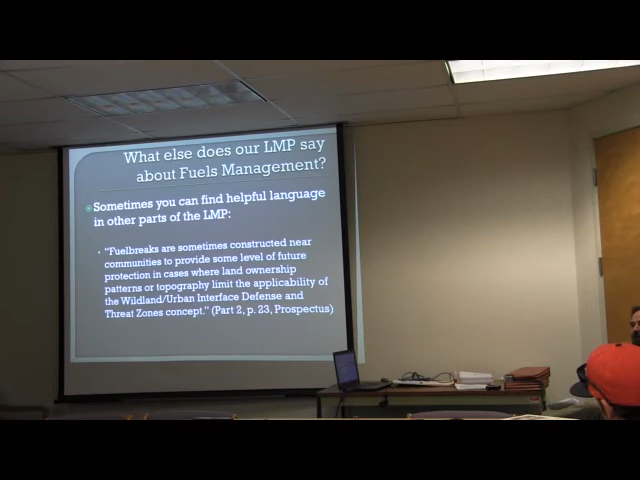 What else does our LMP say
about Fuels Management?
Sometimes you can find helpful language
in other parts of the LMP:
"Fuelbreaks are sometimes constructed near
communities to provide some level of future
protection in cases where land ownership
patterns or topography limit the applicability of
the Wildland/Urban Interface Defense and
Threat Zones concept." (Part 2, p. 23, Prospectus)